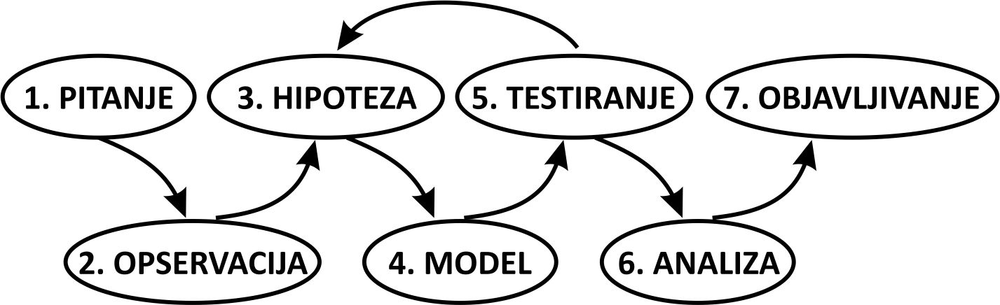 1. PITANJE
2. OPSERVACIJA
3. HIPOTEZA
4. MODEL
5. TESTIRANJE
6. ANALIZA
7. OBJAVLJIVANJE